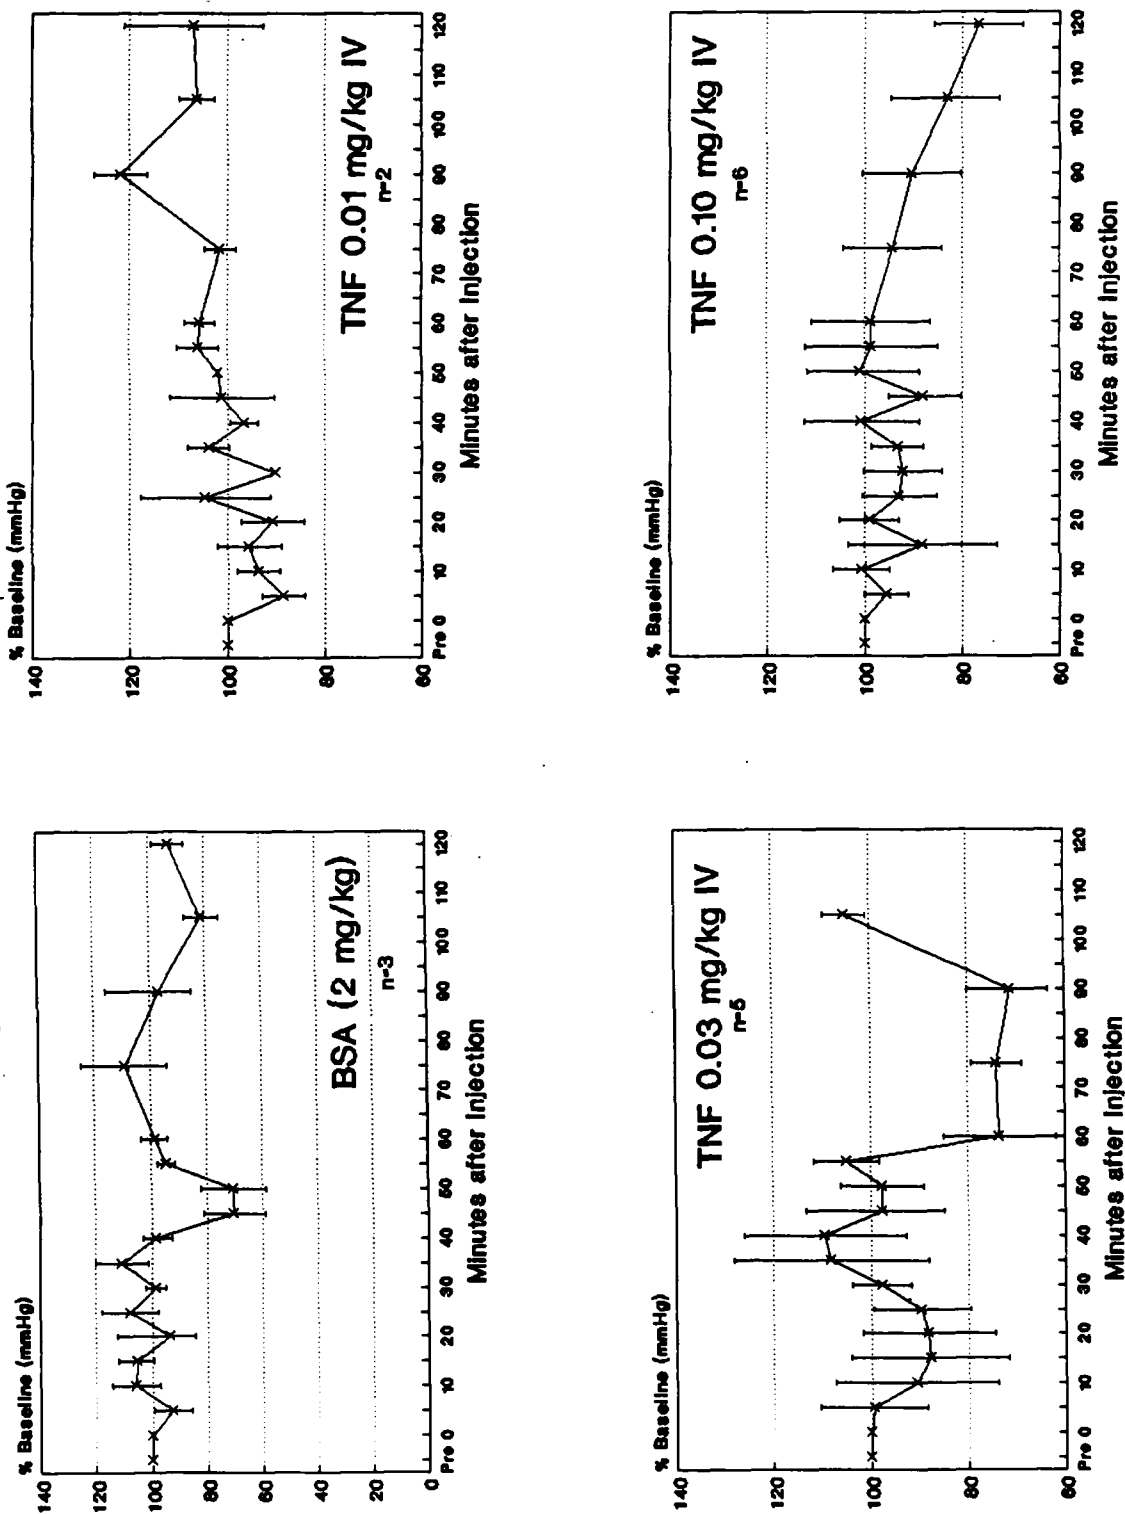 % Baseline (mmHg)
140
120
100
80
60
40
20
0
BSA (2 mg/kg)
n=3
Pre 0 10 20 30 40 50 60 70 80 90 100 110 120
Minutes after Injection
% Baseline (mmHg)
140
120
100
80
60
TNF 0.01 mg/kg IV
n=2
Pre 0 10 20 30 40 50 60 70 80 90 100 110 120
Minutes after Injection
% Baseline (mmHg)
140
120
100
80
60
TNF 0.03 mg/kg IV
n=5
Pre 0 10 20 30 40 50 60 70 80 90 100 110 120
Minutes after Injection
% Baseline (mmHg)
140
120
100
80
60
TNF 0.10 mg/kg IV
n=6
Pre 0 10 20 30 40 50 60 70 80 90 100 110 120
Minutes after Injection